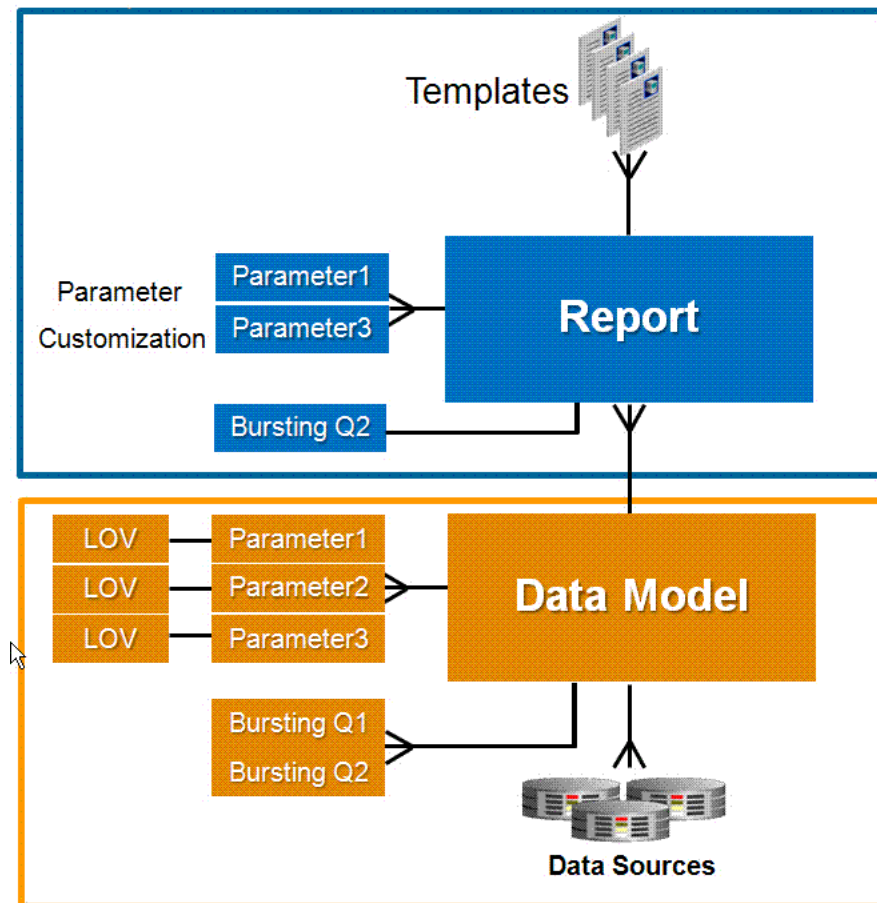 Templates
Parameter
Customization
Parameter1
Parameter3
Report
Bursting Q2
LOV
Parameter1
LOV
Parameter2
LOV
Parameter3
Data Model
Bursting Q1
Bursting Q2
Data Sources